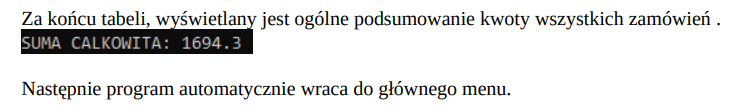 Za końcu tabeli, wyświetlany jest ogólne podsumowanie kwoty wszystkich zamówień .
SUMA CALKOWITA: 1694.3
Następnie program automatycznie wraca do głównego menu.